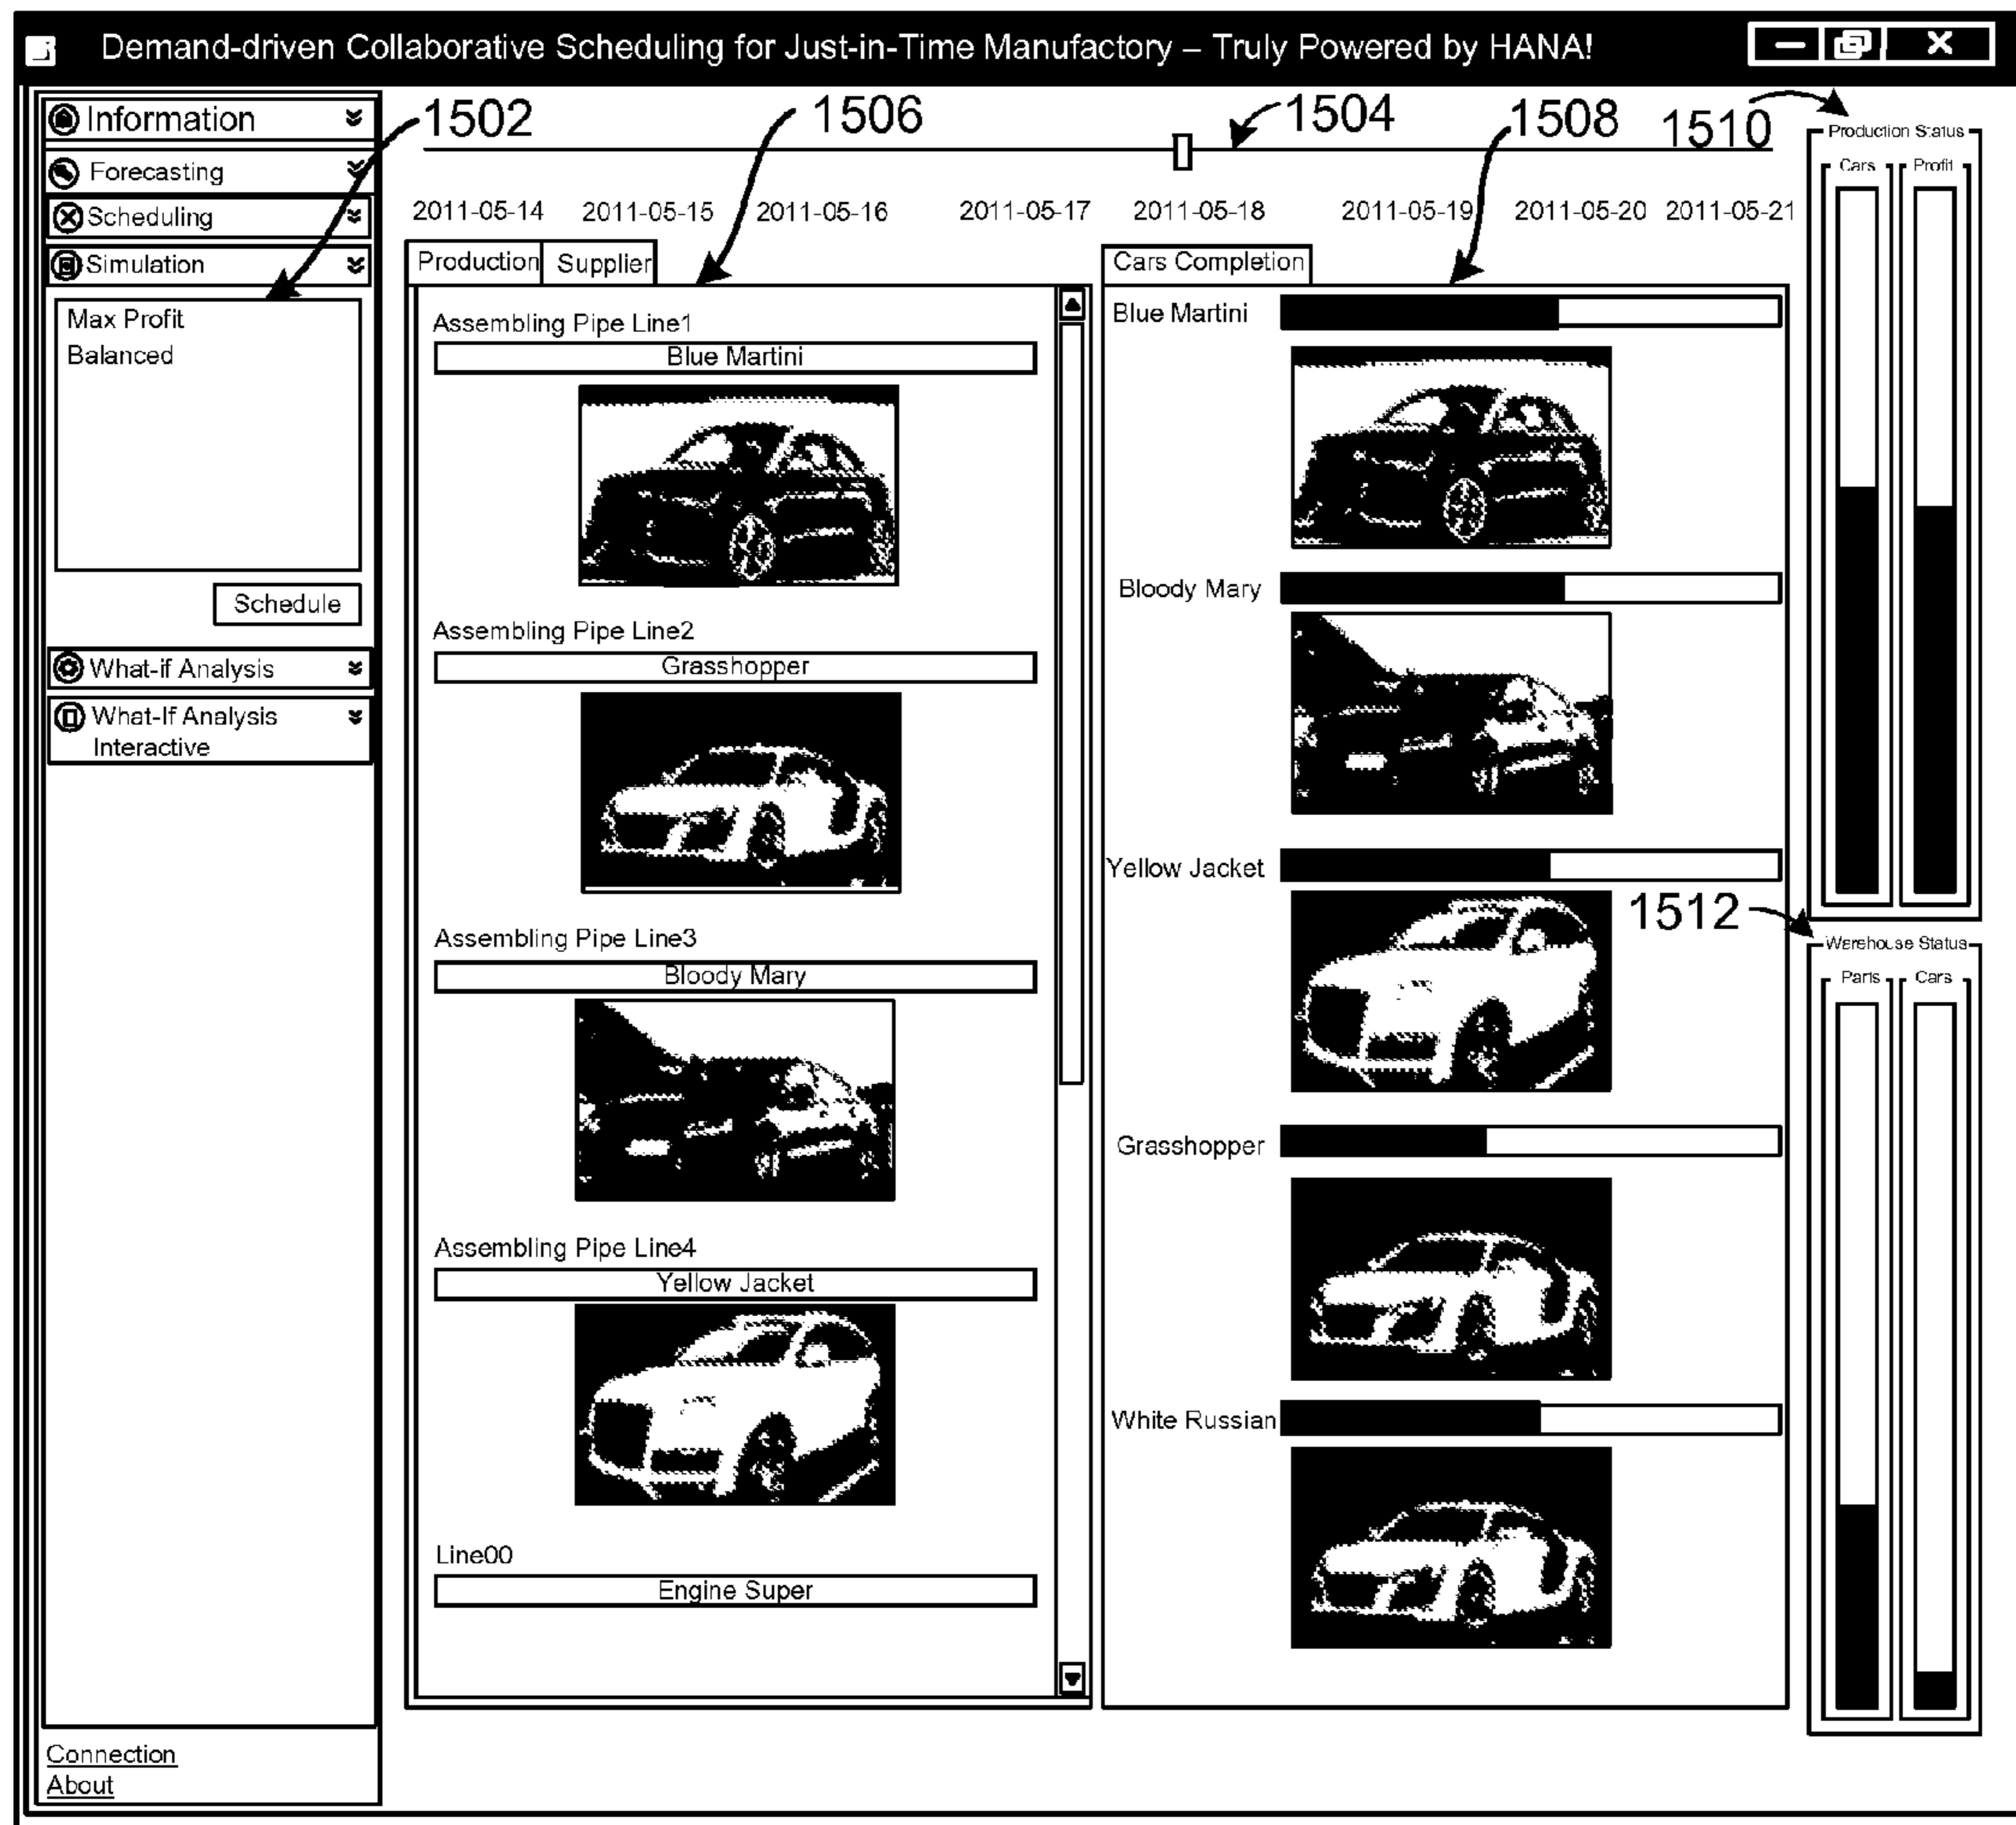 Demand-driven Collaborative Scheduling for Just-in-Time Manufactory – Truly Powered by HANA!
Information
Forecasting
Scheduling
Simulation
Max Profit
Balanced
Schedule
What-if Analysis
What-If Analysis
Interactive
Connection
About
1502
1506
1504
1508
1510
2011-05-14 2011-05-15 2011-05-16 2011-05-17 2011-05-18 2011-05-19 2011-05-20 2011-05-21
Production Supplier
Assembling Pipe Line1
Blue Martini
Assembling Pipe Line2
Grasshopper
Assembling Pipe Line3
Bloody Mary
Assembling Pipe Line4
Yellow Jacket
Line00
Engine Super
Cars Completion
Blue Martini
Bloody Mary
Yellow Jacket
Grasshopper
White Russian
Production Status
Cars Profit
1512
Warehouse Status
Parts Cars